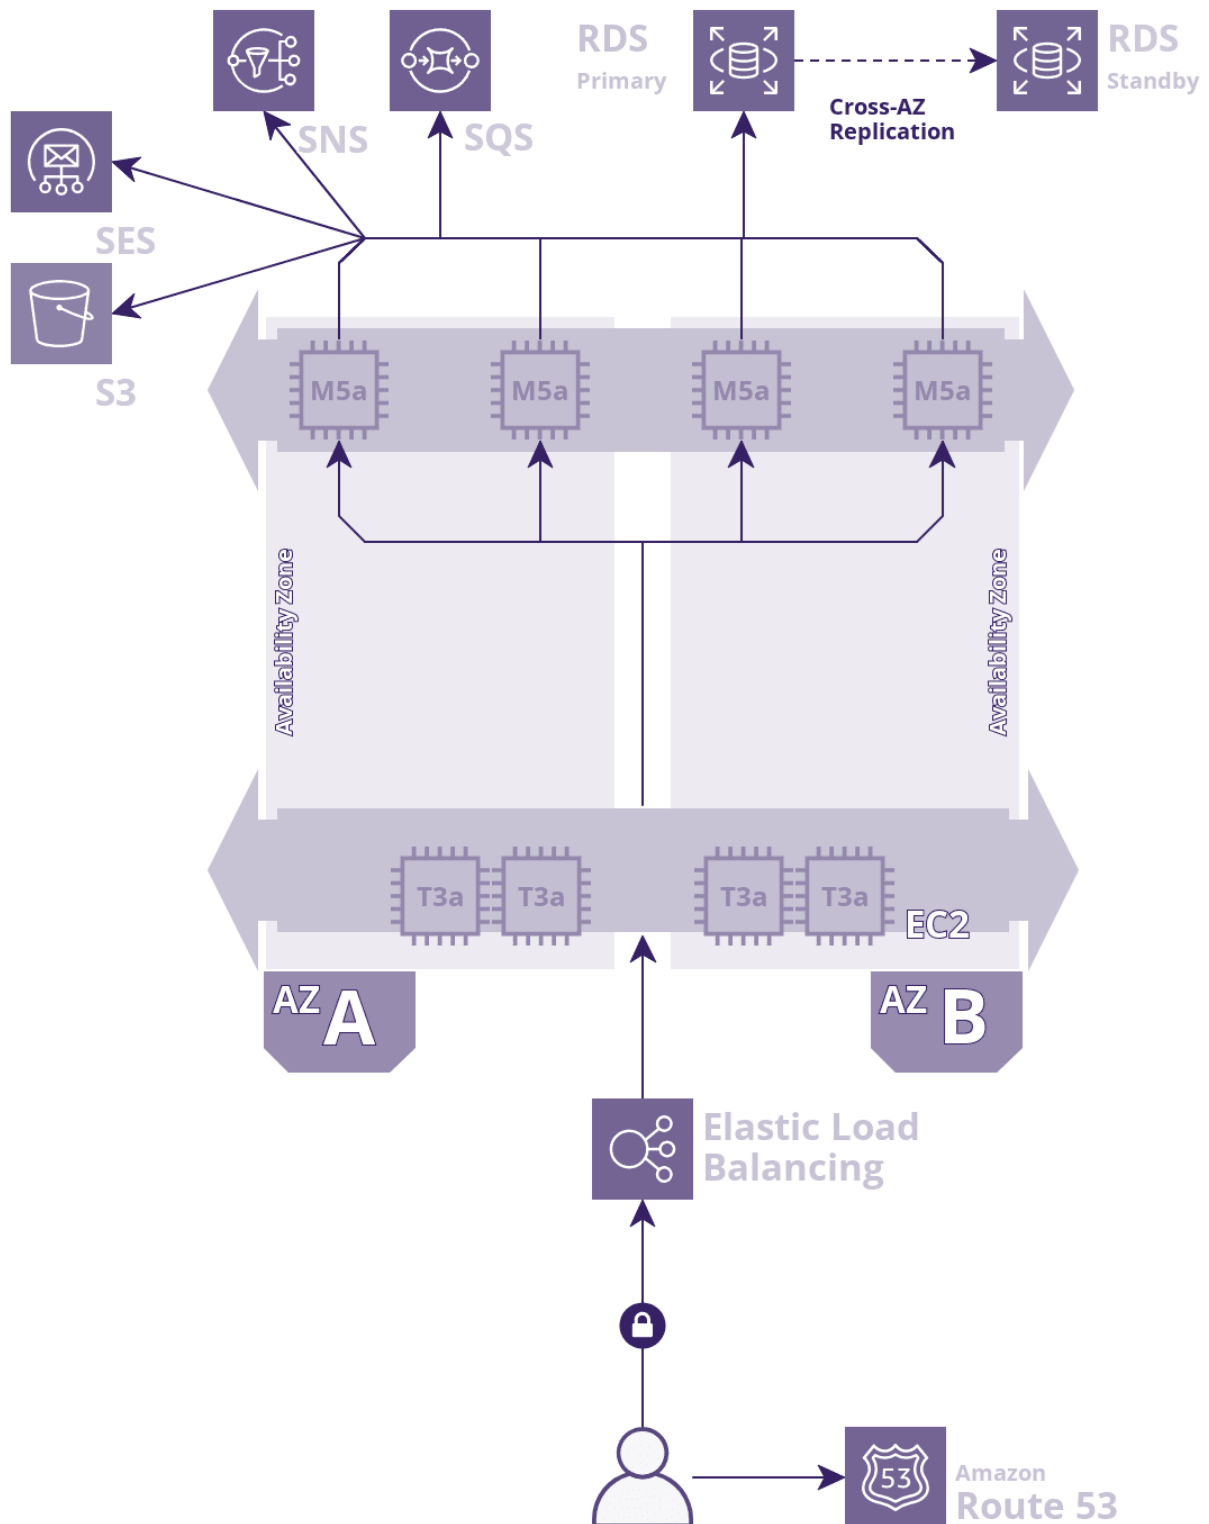 RDS
Primary
RDS
Standby
Cross-AZ
Replication
SNS
SQS
SES
S3
M5a
M5a
M5a
M5a
Availability Zone
Availability Zone
T3a
T3a
T3a
T3a
EC2
AZ A
AZ B
Elastic Load
Balancing
53
Amazon
Route 53